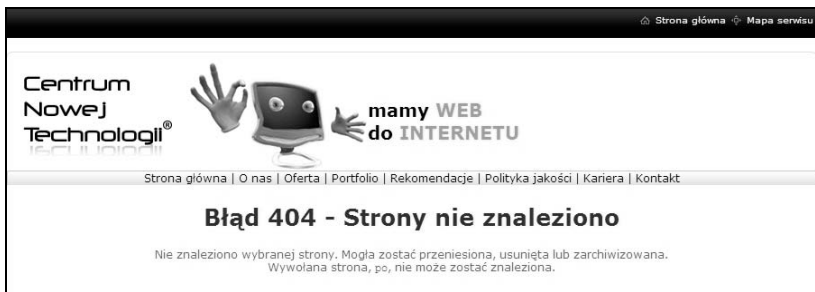 Strona główna Mapa serwisu
Centrum
Nowej
Technologii®
mamy WEB
do INTERNETU
Strona główna | O nas | Oferta | Portfolio | Rekomendacje | Polityka jakości | Kariera | Kontakt
Błąd 404 - Strony nie znaleziono
Nie znaleziono wybranej strony. Mogła zostać przeniesiona, usunięta lub zarchiwizowana.
Wywołana strona, po, nie może zostać znaleziona.